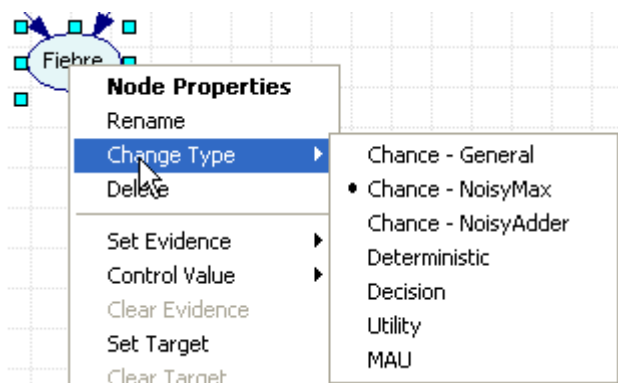 Fiebre
Node Properties
Rename
Change Type
Delete
Set Evidence
Control Value
Clear Evidence
Set Target
Clear Target
Chance - General
Chance - NoisyMax
Chance - NoisyAdder
Deterministic
Decision
Utility
MAU